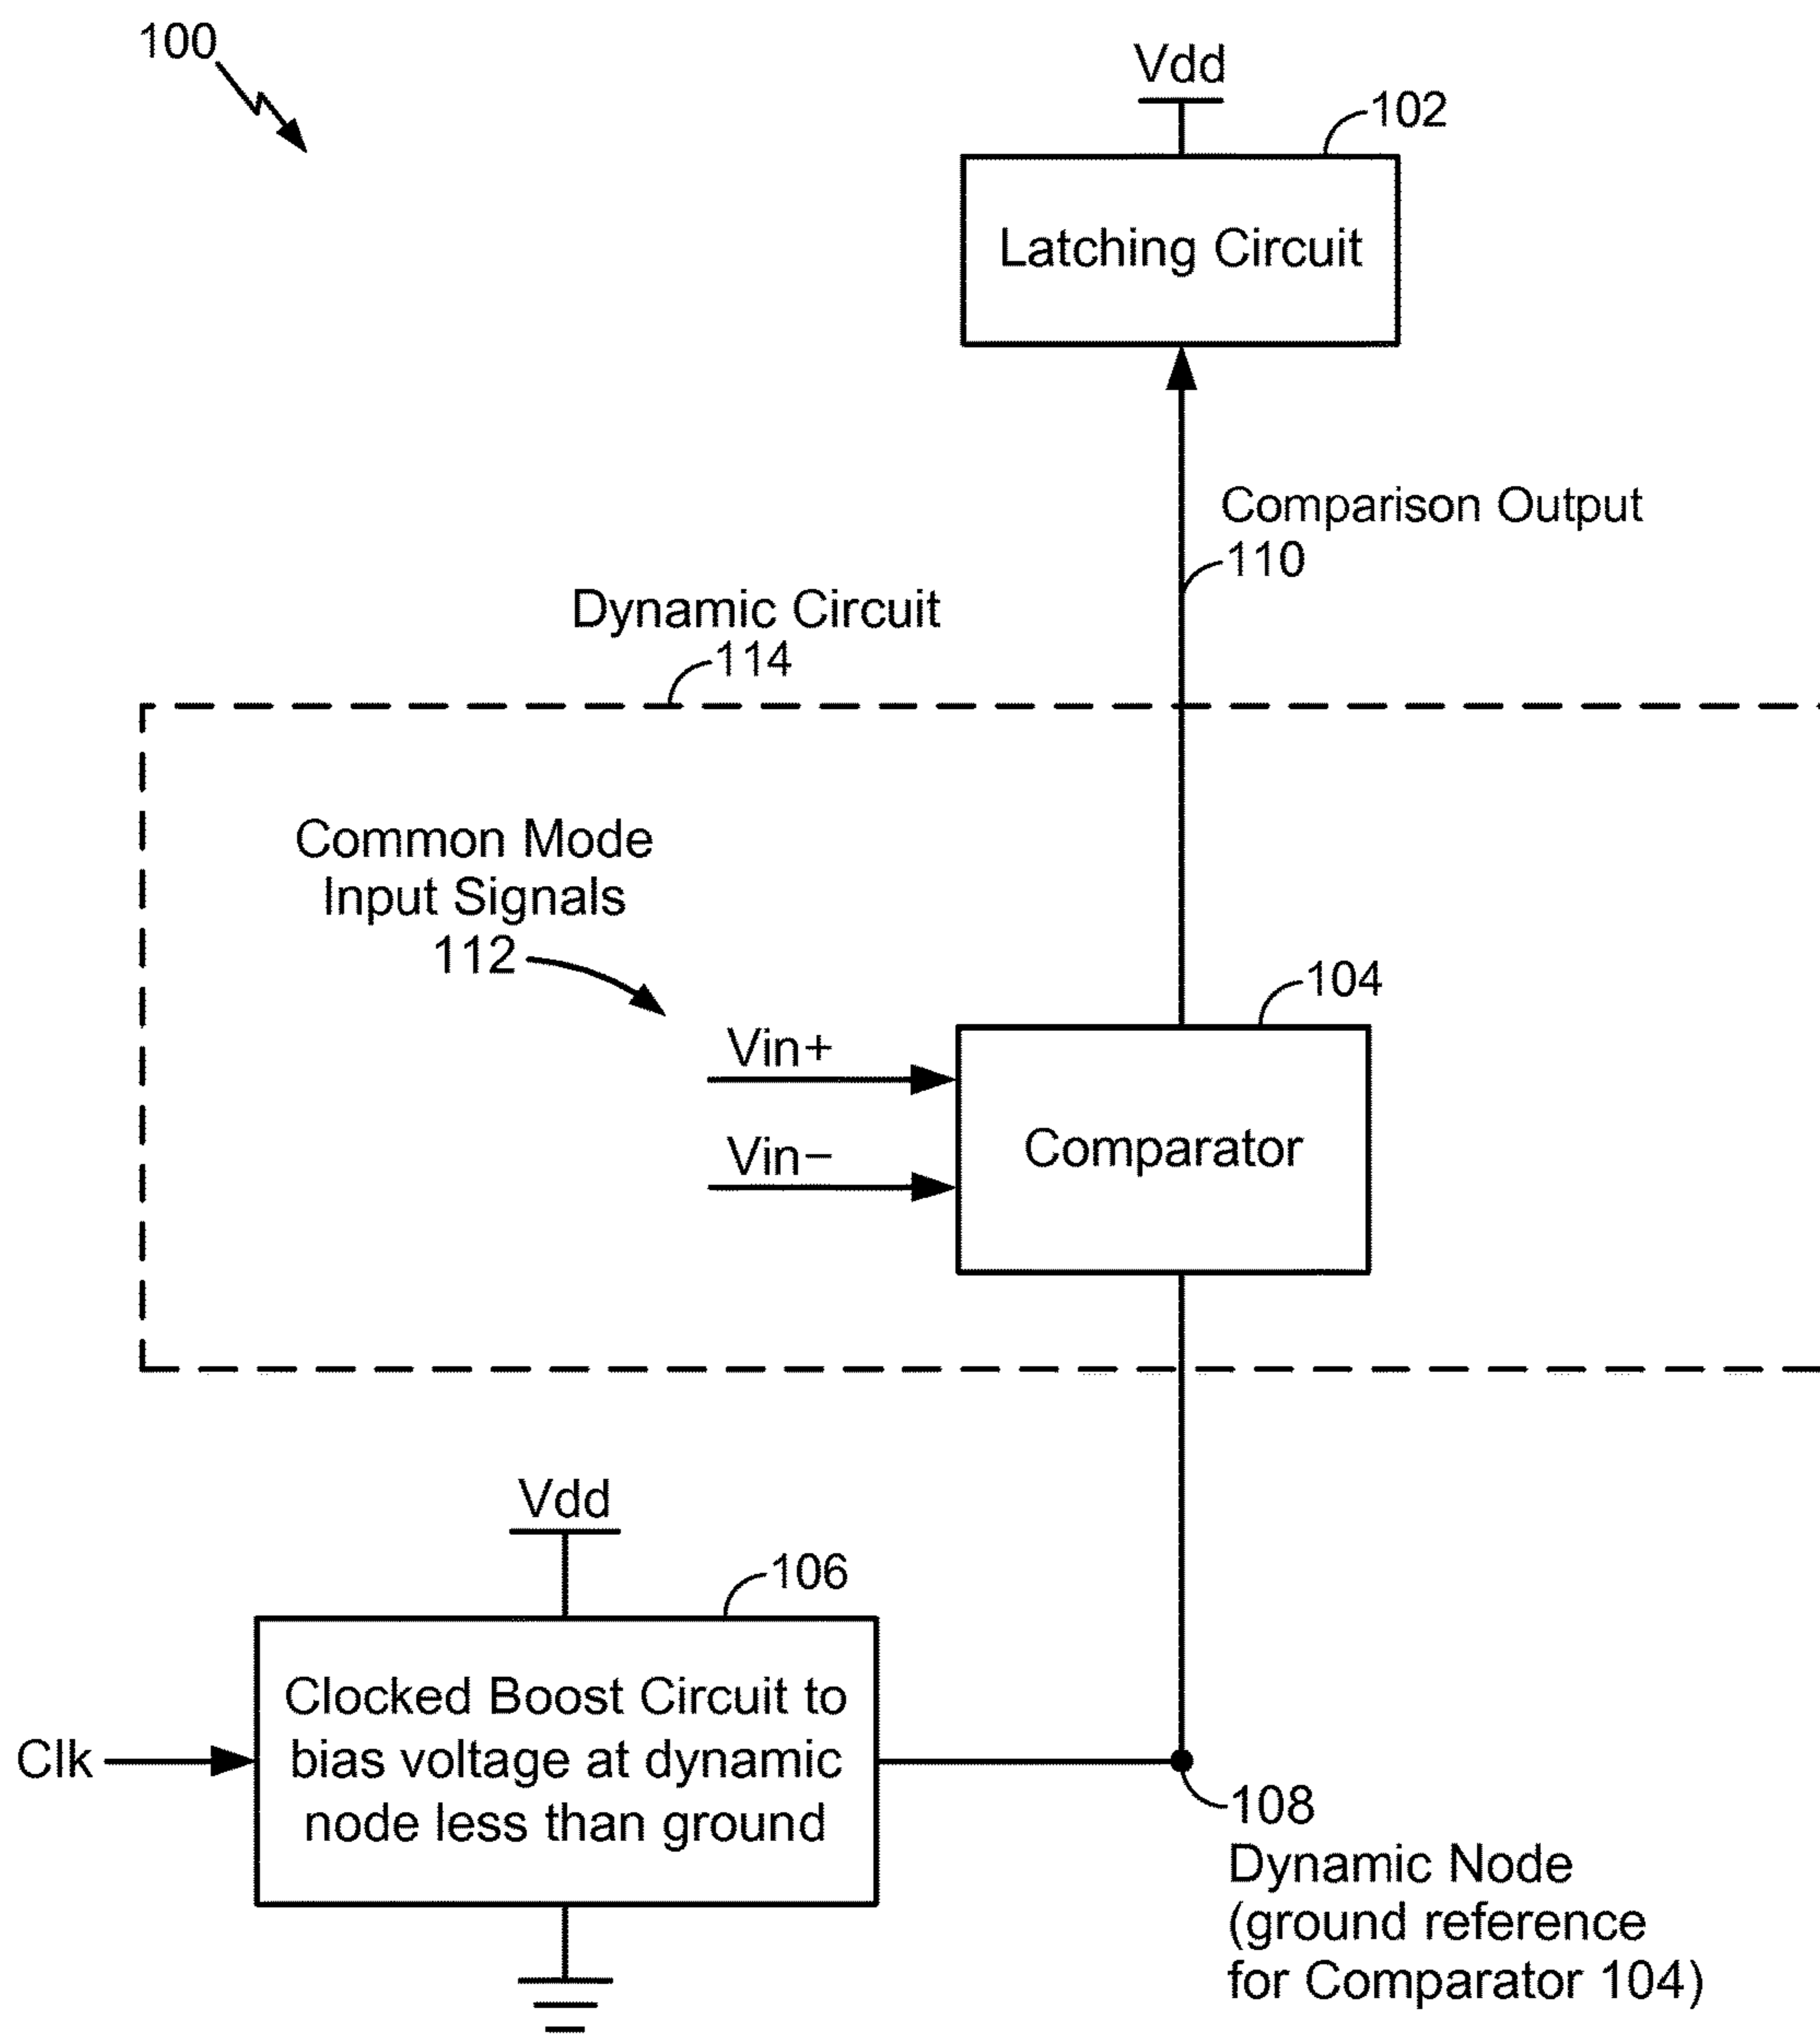 100
Vdd
102
Latching Circuit
Comparison Output
110
Dynamic Circuit
114
Common Mode
Input Signals
112
104
Vin+
Vin−
Comparator
Vdd
106
Clocked Boost Circuit to
bias voltage at dynamic
node less than ground
Clk
108
Dynamic Node
(ground reference
for Comparator 104)